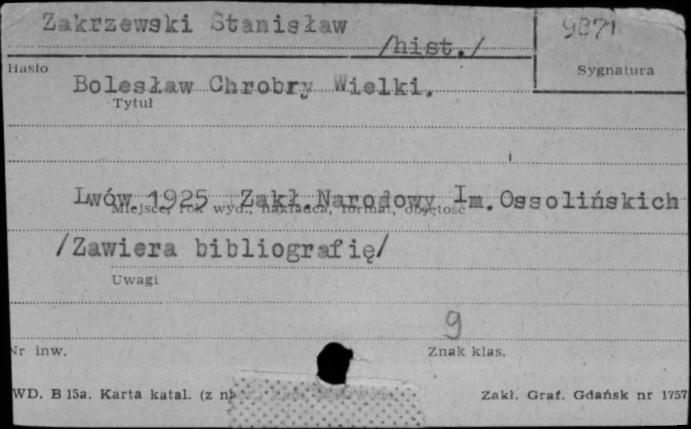 Zakrzewski Stanisław 9871
/hist./
Hasło Sygnatura
Bolesław Chrobry Wielki.
Tytuł
Lwów 1925 Zakł.Narodowy Im.Ossolińskich
Miejsce, rok wyd., nakładca, format, objętość
/Zawiera bibliografię/
Uwagi
9
Nr inw. Znak klas.
WD. B 15a. Karta katal. (z Zakł. Graf. Gdańsk nr 1757